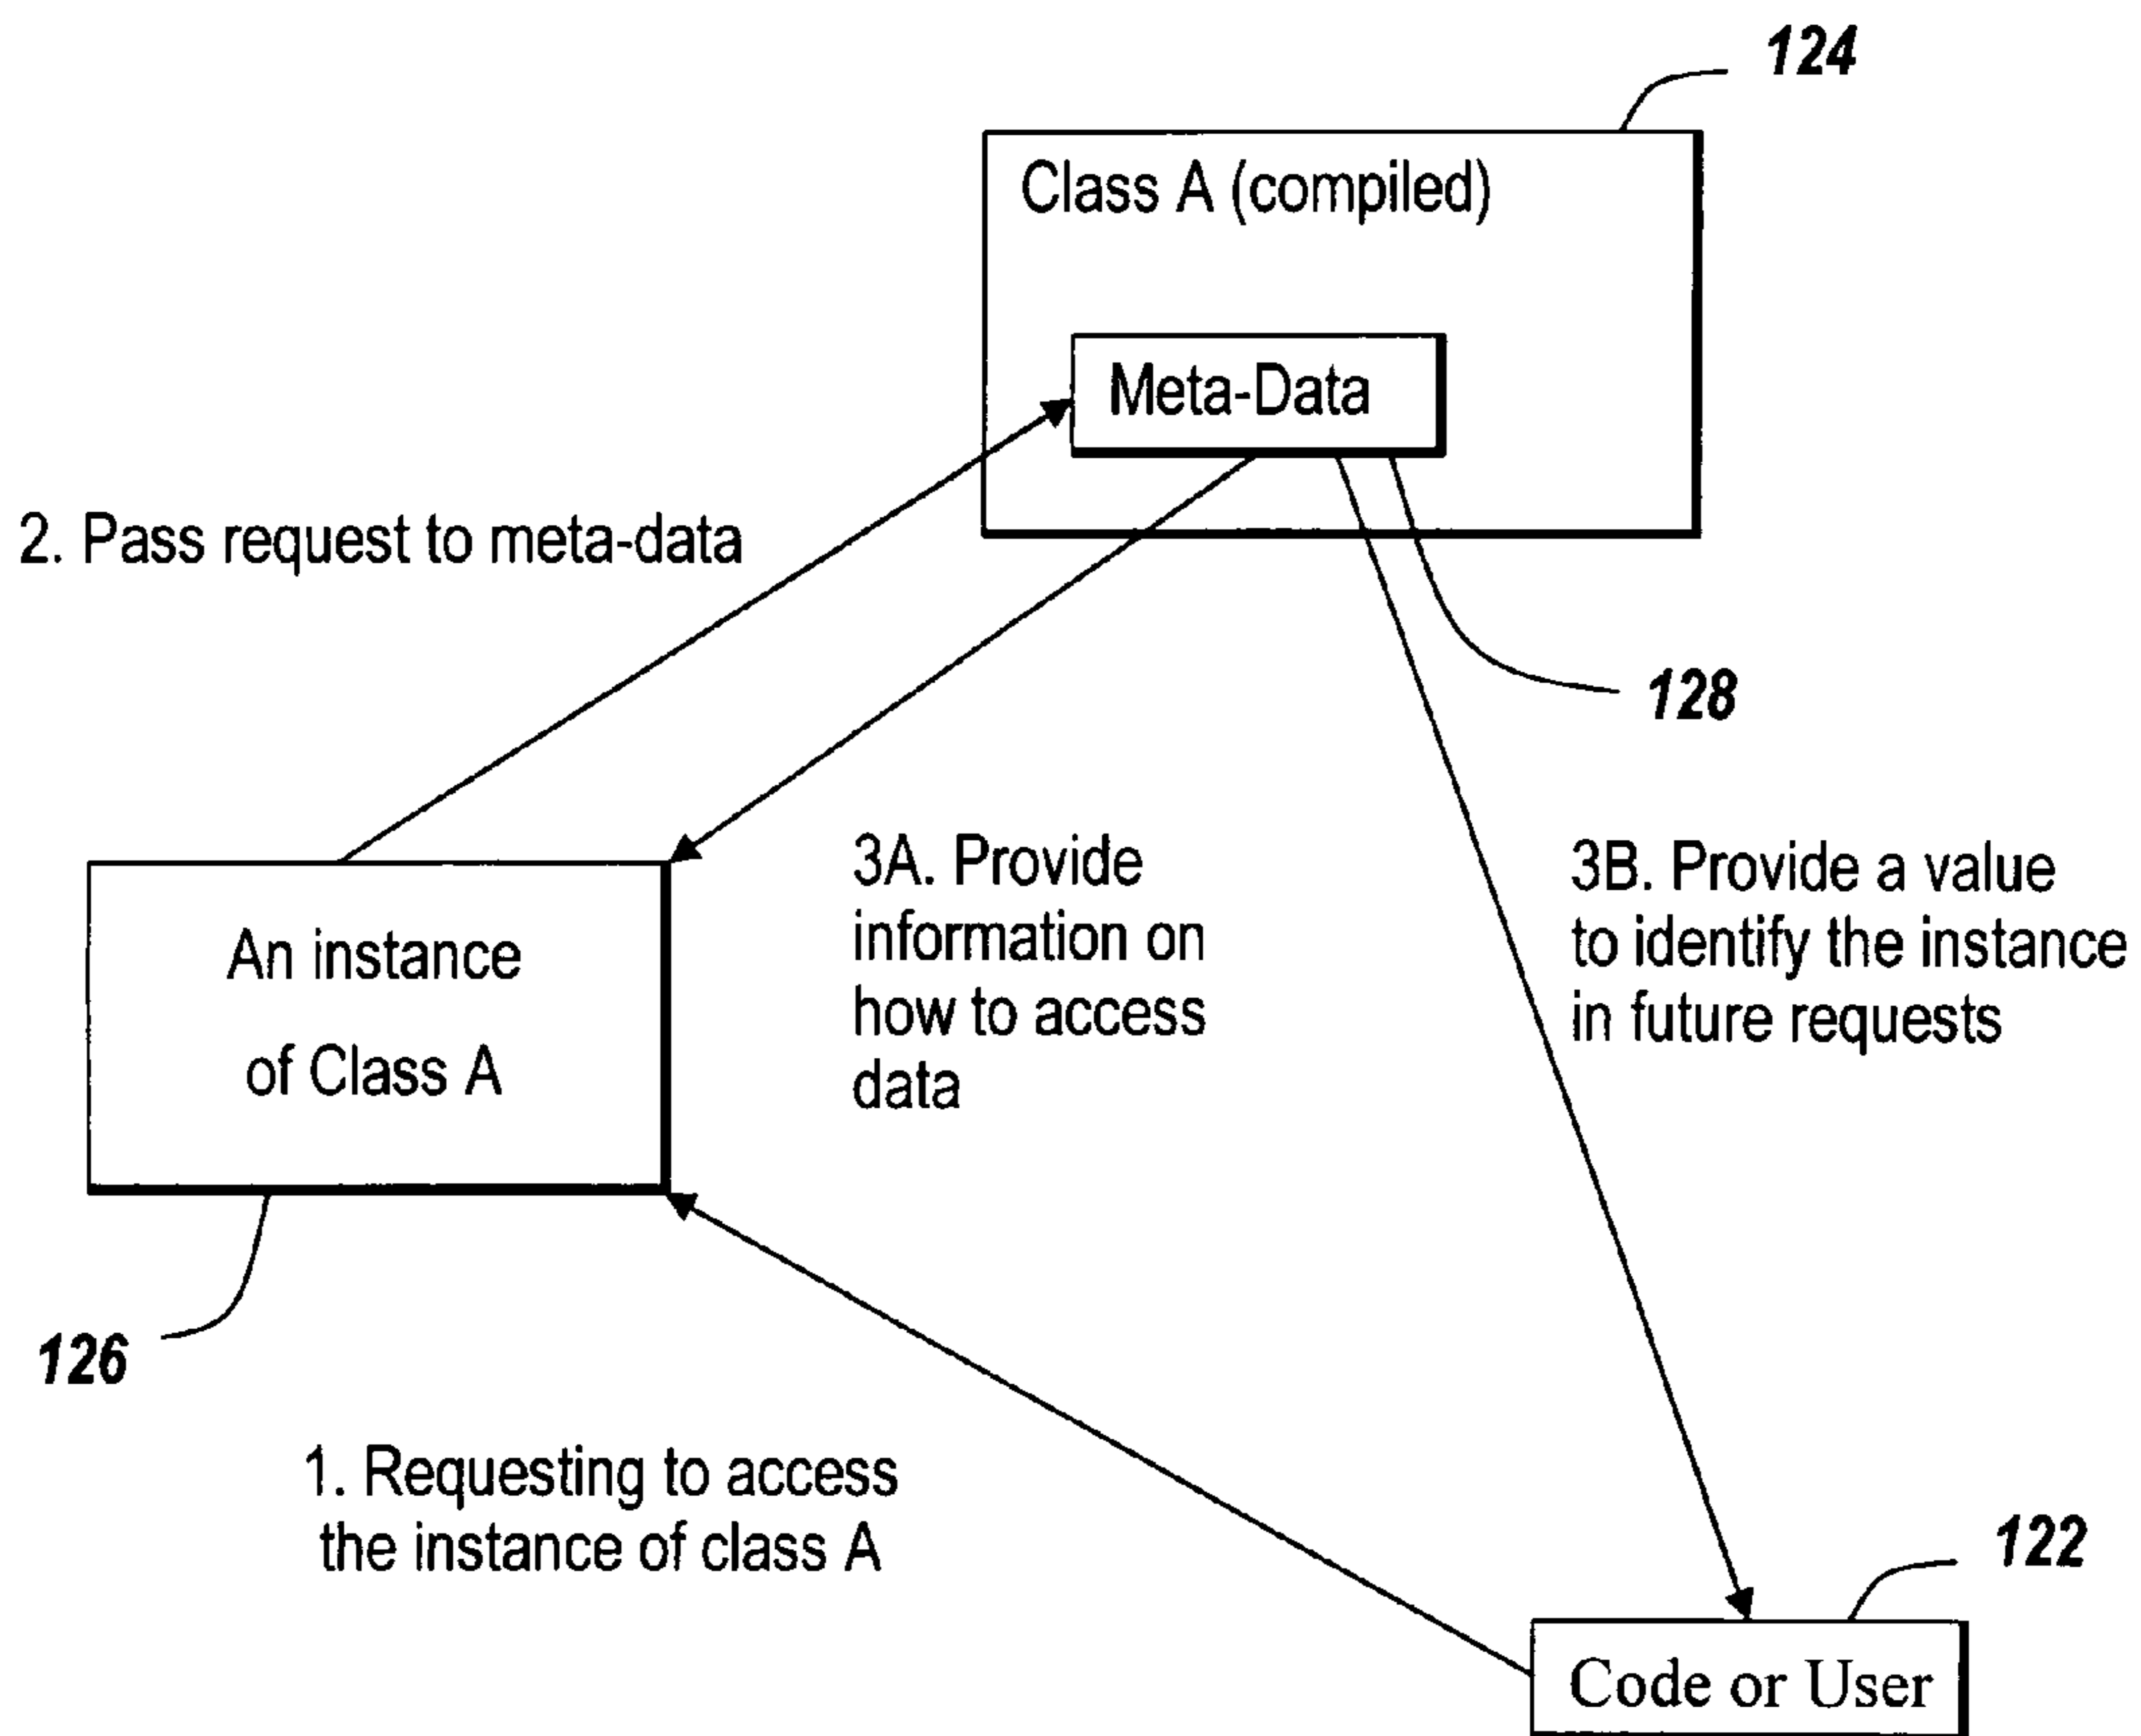 124
Class A (compiled)
Meta-Data
2. Pass request to meta-data
128
3A. Provide
information on
how to access
data
3B. Provide a value
to identify the instance
in future requests
An instance
of Class A
126
1. Requesting to access
the instance of class A
122
Code or User